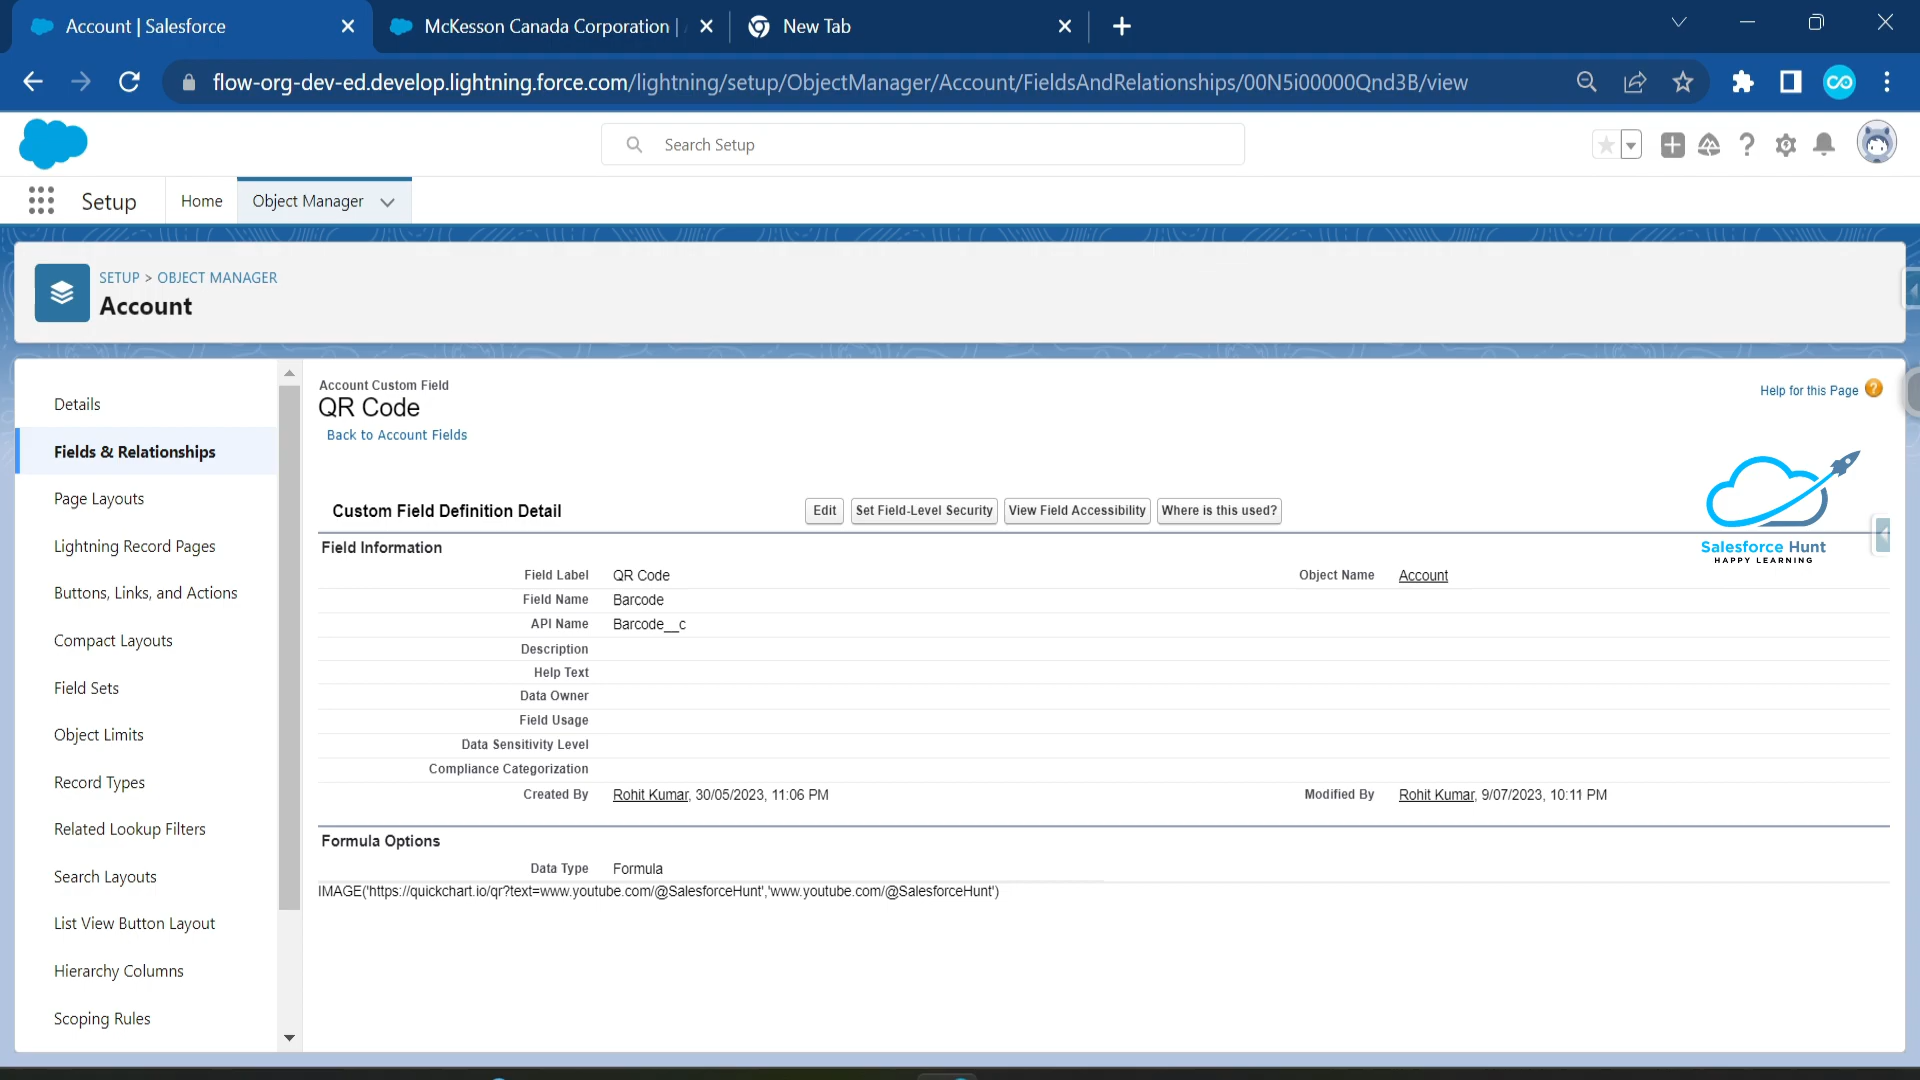 Account | Salesforce
McKesson Canada Corporation |
New Tab
flow-org-dev-ed.develop.lightning.force.com/lightning/setup/ObjectManager/Account/FieldsAndRelationships/00N5i00000Qnd3B/view
Search Setup
Setup
Home
Object Manager
SETUP > OBJECT MANAGER
Account
Details
Fields & Relationships
Page Layouts
Lightning Record Pages
Buttons, Links, and Actions
Compact Layouts
Field Sets
Object Limits
Record Types
Related Lookup Filters
Search Layouts
List View Button Layout
Hierarchy Columns
Scoping Rules
Account Custom Field
QR Code
Back to Account Fields
Help for this Page ?
Salesforce Hunt
HAPPY LEARNING
Custom Field Definition Detail
Edit
Set Field-Level Security
View Field Accessibility
Where is this used?
Field Information
Field Label QR Code
Object Name Account
Field Name Barcode
API Name Barcode__c
Description
Help Text
Data Owner
Field Usage
Data Sensitivity Level
Compliance Categorization
Created By Rohit Kumar, 30/05/2023, 11:06 PM
Modified By Rohit Kumar, 9/07/2023, 10:11 PM
Formula Options
Data Type Formula
IMAGE('https://quickchart.io/qr?text=www.youtube.com/@SalesforceHunt','www.youtube.com/@SalesforceHunt')